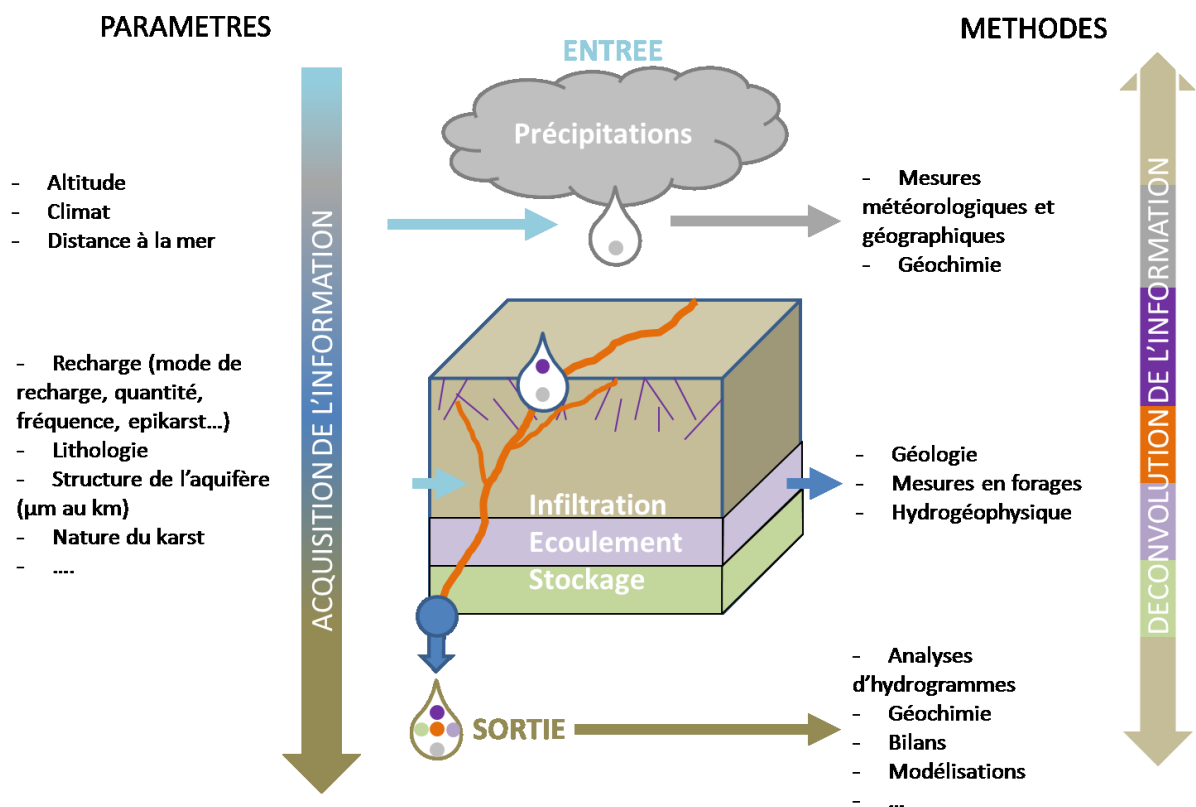 PARAMETRES
METHODES
ENTREE
Précipitations
- Altitude
- Climat
- Distance à la mer
- Mesures
météorologiques et
géographiques
- Géochimie
ACQUISITION DE L'INFORMATION
DECONVOLUTION DE L'INFORMATION
- Recharge (mode de
recharge, quantité,
fréquence, epikarst...)
- Lithologie
- Structure de l'aquifère
(µm au km)
- Nature du karst
- ....
Infiltration
Ecoulement
Stockage
- Géologie
- Mesures en forages
- Hydrogéophysique
SORTIE
- Analyses
d'hydrogrammes
- Géochimie
- Bilans
- Modélisations
- ...